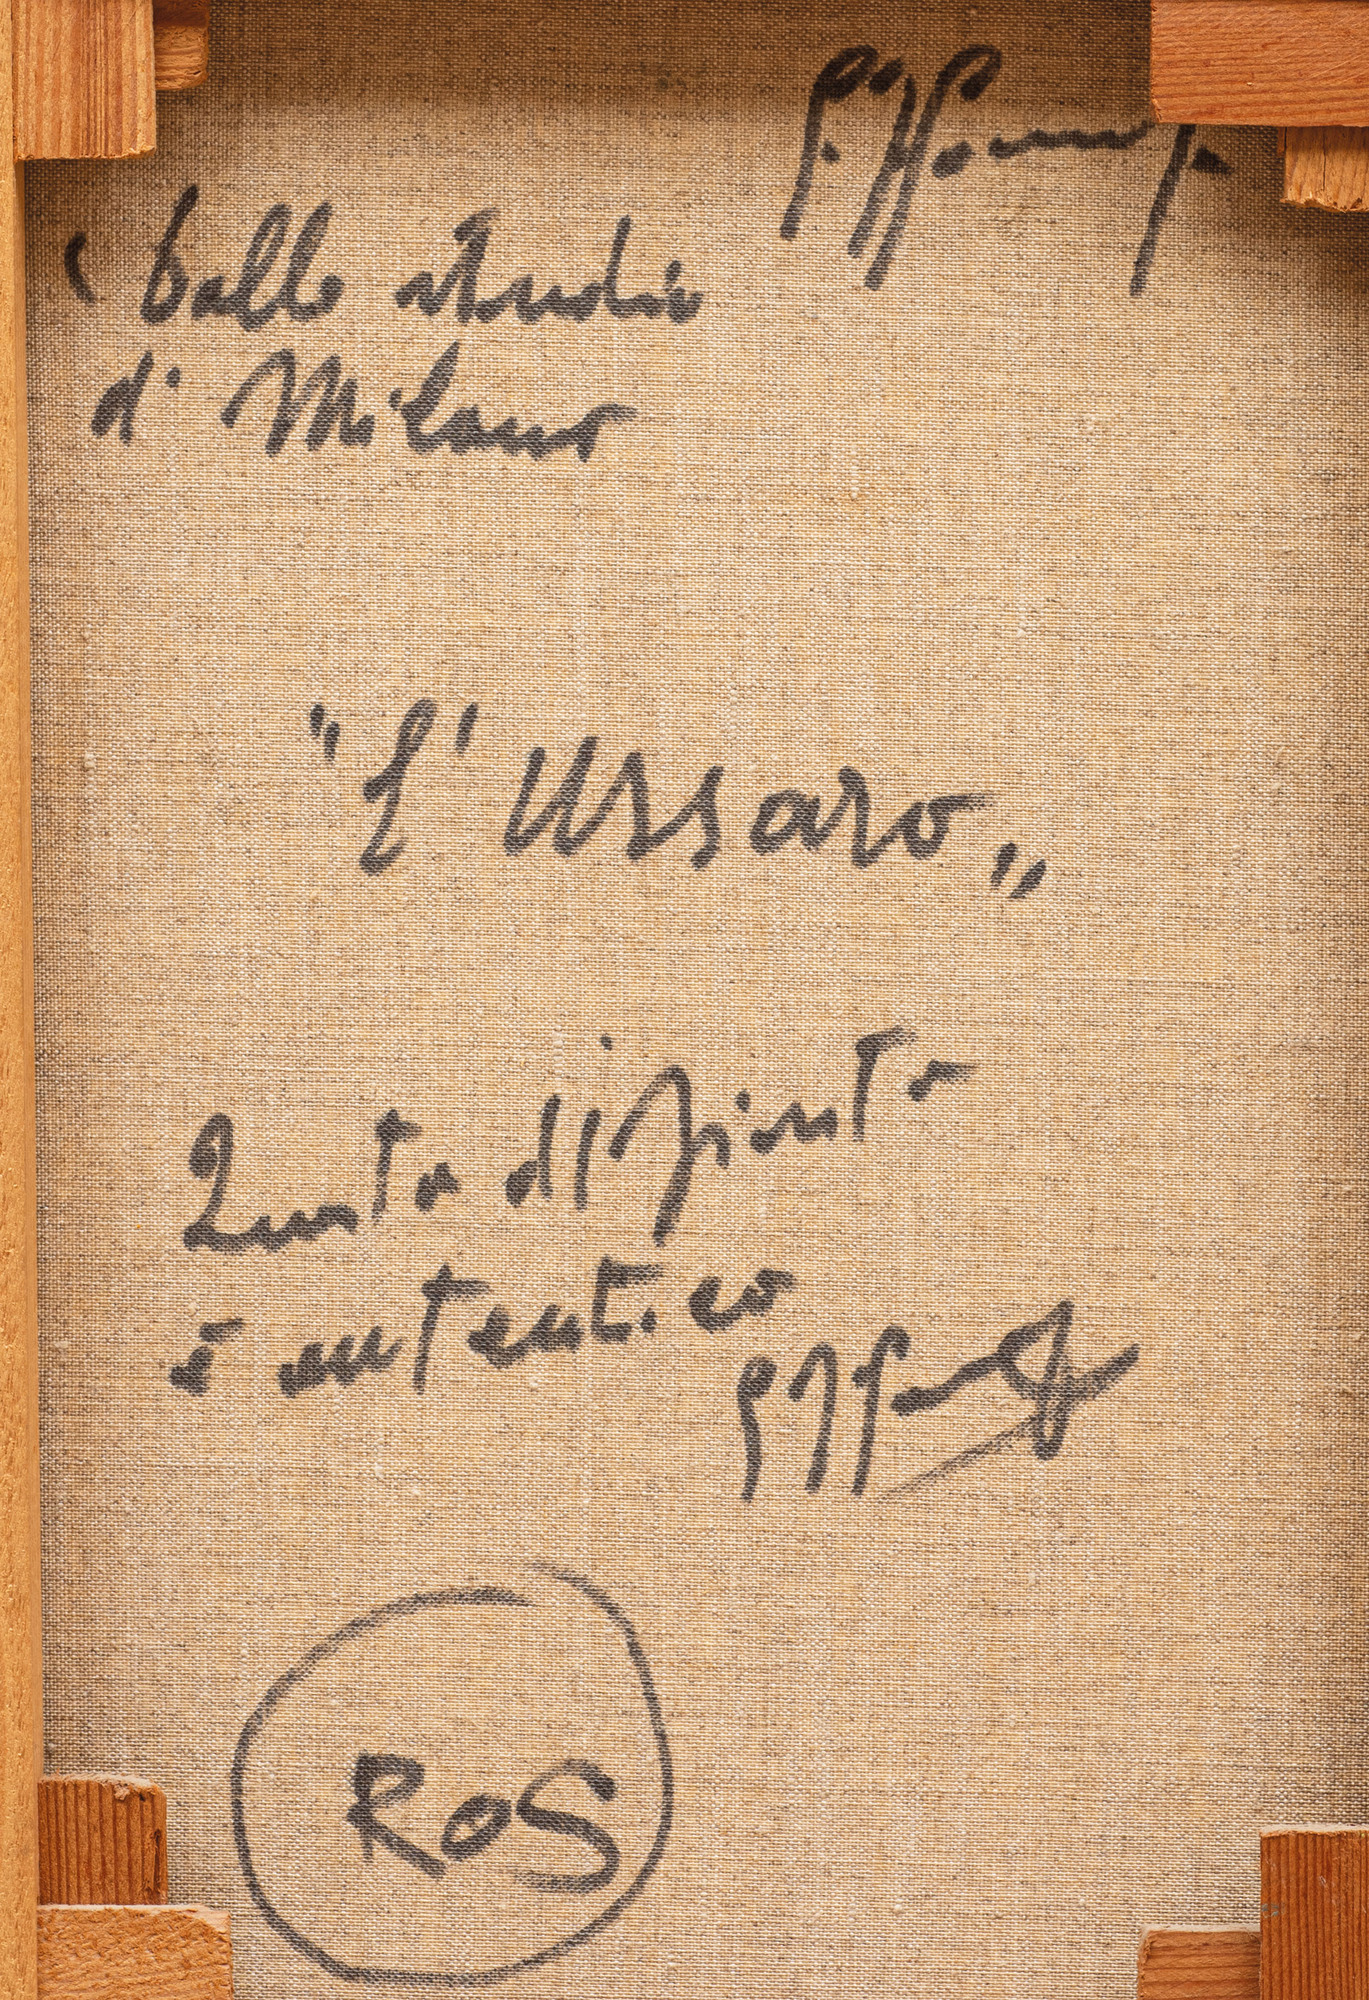 ( Dallo studio
di Milano
"l'Ussaro„
Questo dipinto
è autentico
ROS